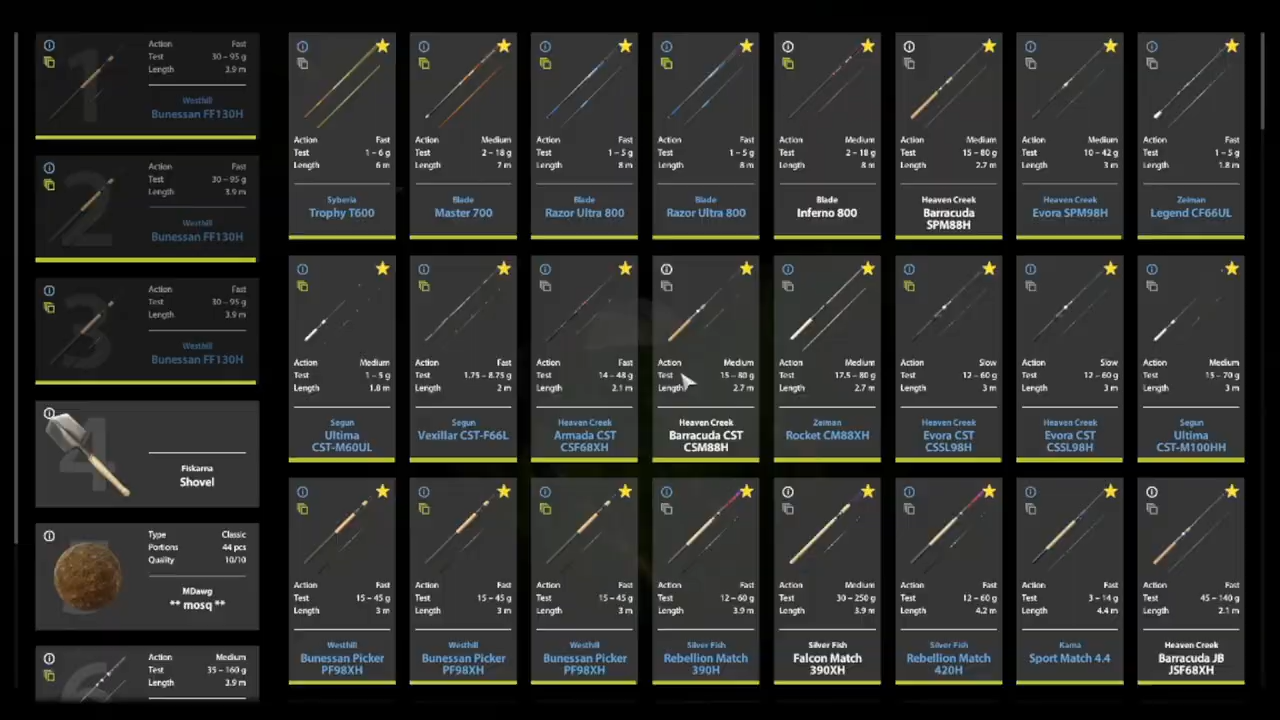 1
Action Fast
Test 30 – 95 g
Length 3.9 m
Westhill
Bunessan FF130H
2
Action Fast
Test 30 – 95 g
Length 3.9 m
Westhill
Bunessan FF130H
3
Action Fast
Test 30 – 95 g
Length 3.9 m
Westhill
Bunessan FF130H
4
Fiskarna
Shovel
Type Classic
Portions 44 pcs
Quality 10/10
MDawg
** mosq **
6
Action Medium
Test 35 – 160 g
Length 3.9 m
Action Fast
Test 1 – 6 g
Length 6 m
Syberia
Trophy T600
Action Medium
Test 2 – 18 g
Length 7 m
Blade
Master 700
Action Fast
Test 1 – 5 g
Length 8 m
Blade
Razor Ultra 800
Action Fast
Test 1 – 5 g
Length 8 m
Blade
Razor Ultra 800
Action Medium
Test 2 – 18 g
Length 8 m
Blade
Inferno 800
Action Medium
Test 15 – 80 g
Length 2.7 m
Heaven Creek
Barracuda
SPM88H
Action Fast
Test 10 – 42 g
Length 3 m
Heaven Creek
Evora SPM98H
Action Fast
Test 1 – 5 g
Length 1.8 m
Zeiman
Legend CF66UL
Action Medium
Test 1 – 5 g
Length 1.8 m
Segun
Ultima
CST-M60UL
Action Fast
Test 1.75 – 8.75 g
Length 2 m
Segun
Vexillar CST-F66L
Action Fast
Test 14 – 48 g
Length 2.1 m
Heaven Creek
Armada CST
CSF68XH
Action Medium
Test 15 – 80 g
Length 2.7 m
Heaven Creek
Barracuda CST
CSM88H
Action Medium
Test 17.5 – 80 g
Length 2.7 m
Zeiman
Rocket CM88XH
Action Slow
Test 12 – 60 g
Length 3 m
Heaven Creek
Evora CST
CSSL98H
Action Slow
Test 12 – 60 g
Length 3 m
Heaven Creek
Evora CST
CSSL98H
Action Medium
Test 15 – 70 g
Length 3 m
Segun
Ultima
CST-M100HH
Action Fast
Test 15 – 45 g
Length 3 m
Westhill
Bunessan Picker
PF98XH
Action Fast
Test 15 – 45 g
Length 3 m
Westhill
Bunessan Picker
PF98XH
Action Fast
Test 15 – 45 g
Length 3 m
Westhill
Bunessan Picker
PF98XH
Action Fast
Test 12 – 60 g
Length 3.9 m
Silver Fish
Rebellion Match
390H
Action Medium
Test 30 – 250 g
Length 3.9 m
Silver Fish
Falcon Match
390XH
Action Fast
Test 12 – 60 g
Length 4.2 m
Silver Fish
Rebellion Match
420H
Action Fast
Test 3 – 14 g
Length 4.4 m
Kama
Sport Match 4.4
Action Fast
Test 45 – 140 g
Length 2.1 m
Heaven Creek
Barracuda JB
JSF68XH